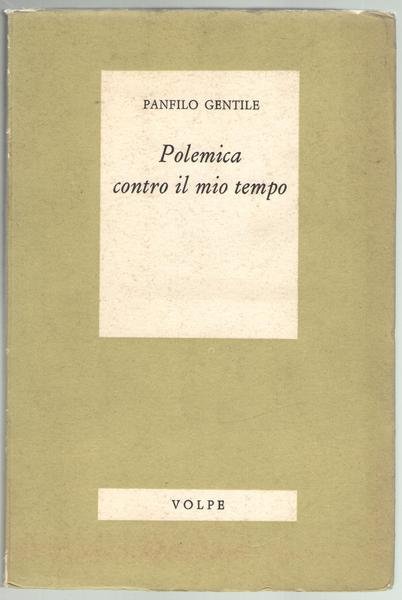 PANFILO GENTILE
Polemica
contro il mio tempo
VOLPE